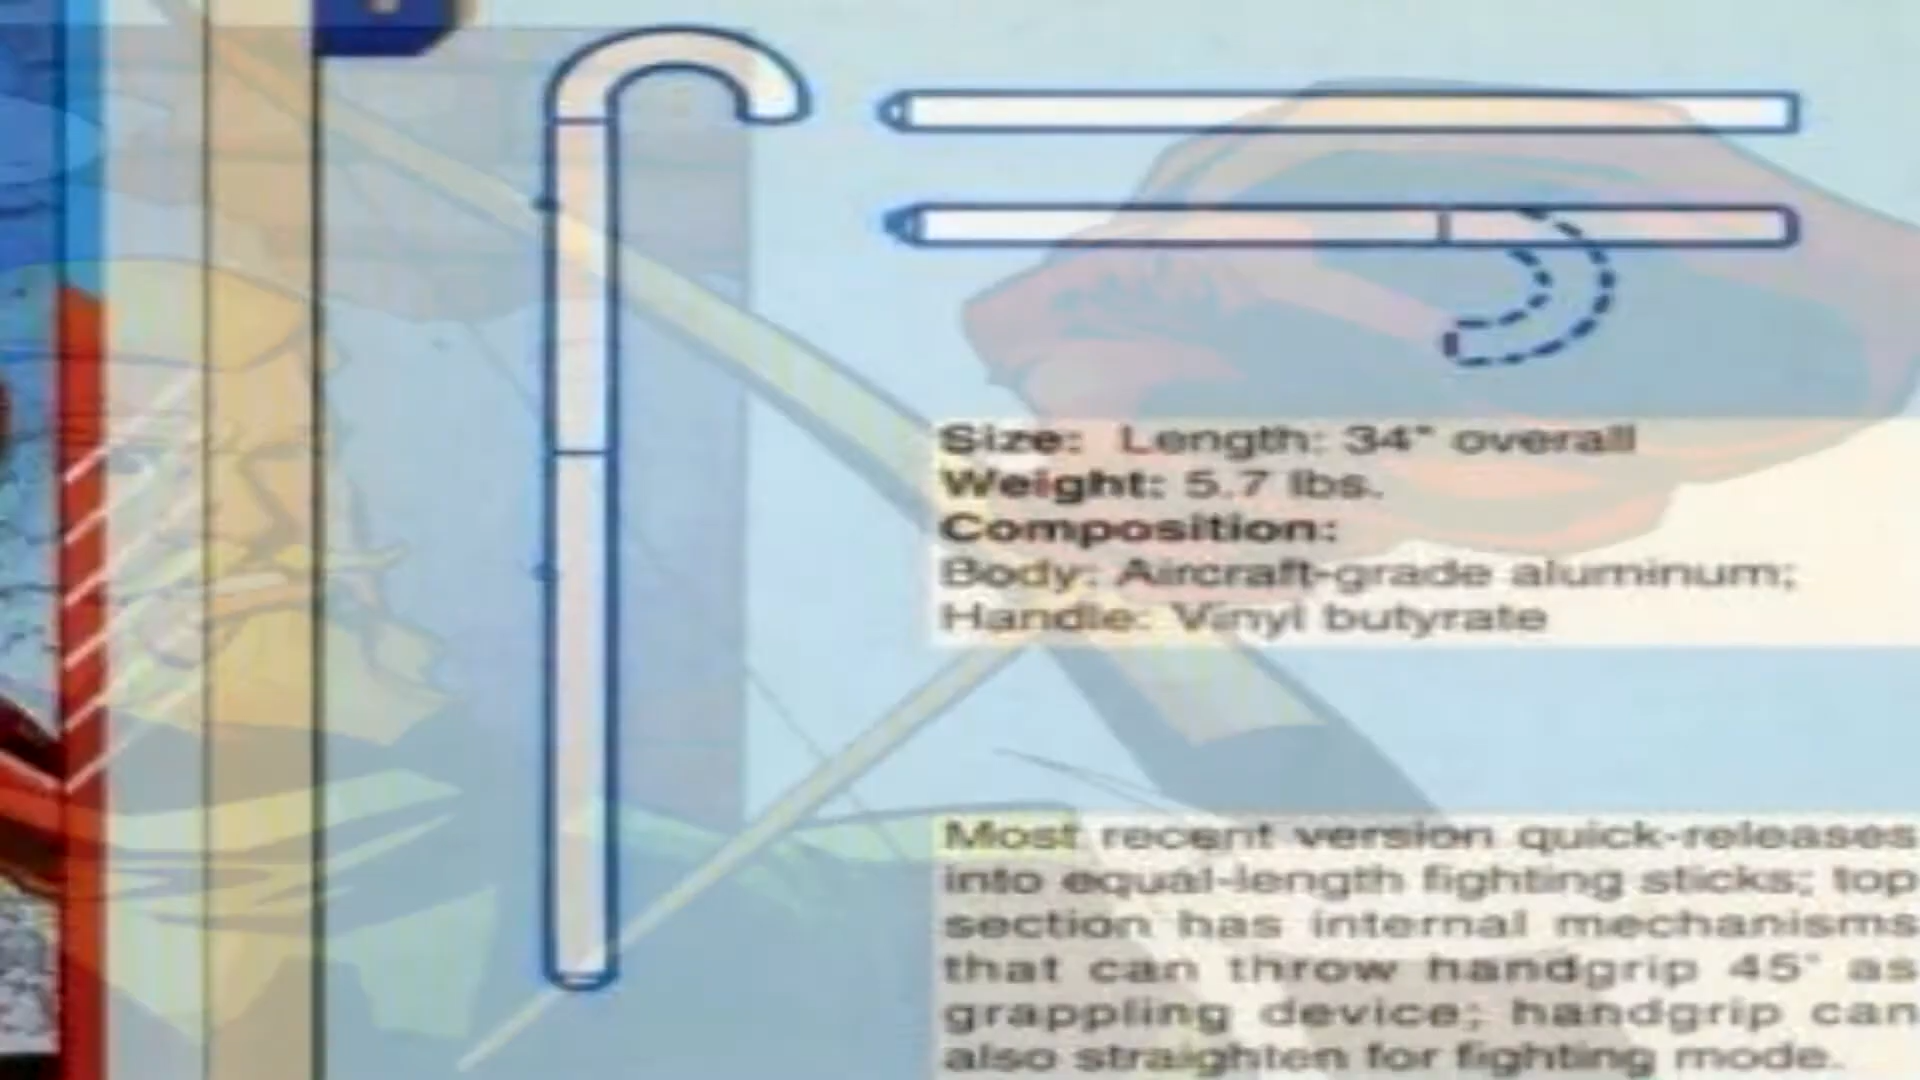 Size: Length: 34" overall
Weight: 5.7 lbs.
Composition:
Body: Aircraft-grade aluminum;
Handle: Vinyl butyrate
Most recent version quick-releases
into equal-length fighting sticks; top
section has internal mechanisms
that can throw handgrip 45° as
grappling device; handgrip can
also straighten for fighting mode.